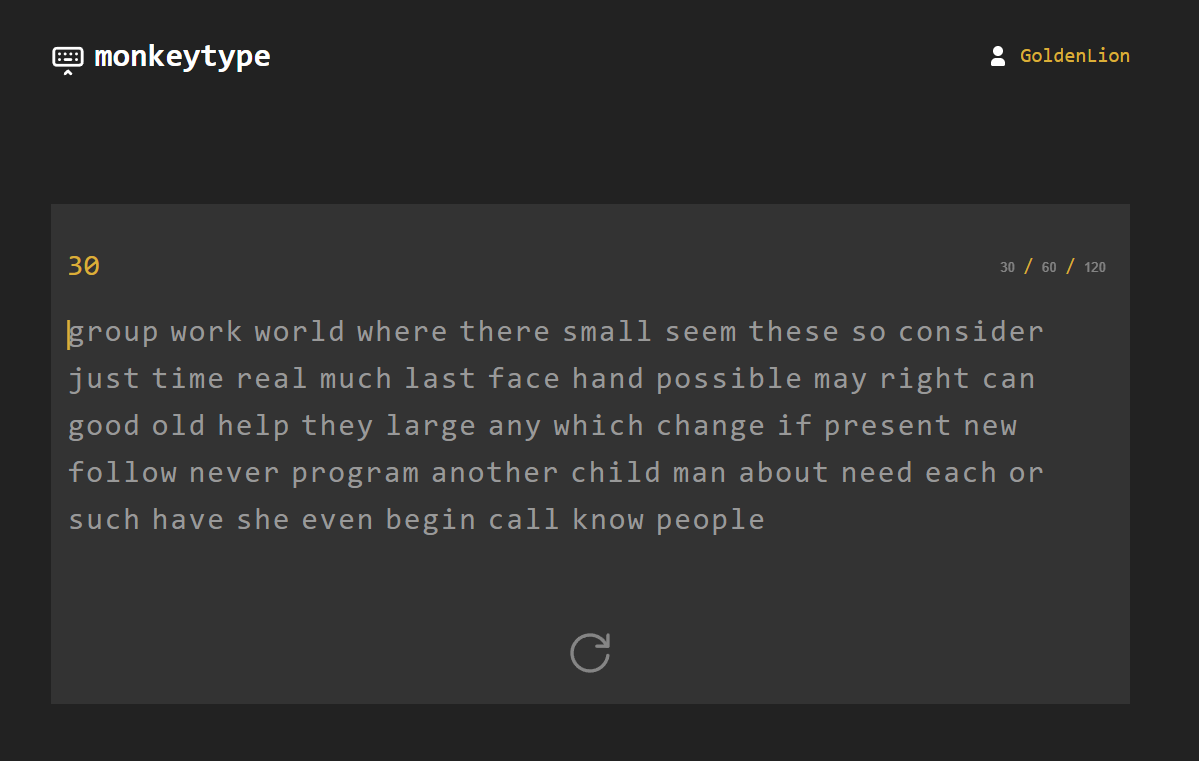 monkeytype
GoldenLion
30
30 / 60 / 120
group work world where there small seem these so consider
just time real much last face hand possible may right can
good old help they large any which change if present new
follow never program another child man about need each or
such have she even begin call know people